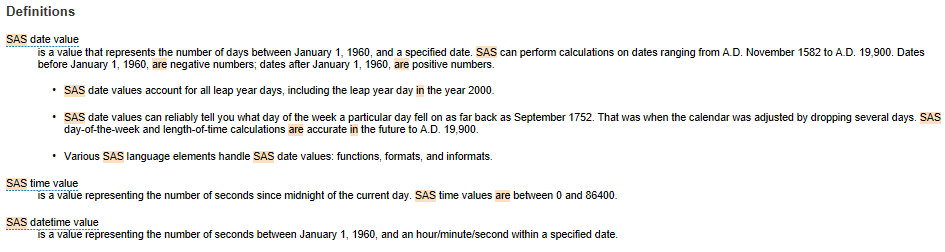 Definitions
SAS date value
is a value that represents the number of days between January 1, 1960, and a specified date. SAS can perform calculations on dates ranging from A.D. November 1582 to A.D. 19,900. Dates
before January 1, 1960, are negative numbers; dates after January 1, 1960, are positive numbers.
• SAS date values account for all leap year days, including the leap year day in the year 2000.
• SAS date values can reliably tell you what day of the week a particular day fell on as far back as September 1752. That was when the calendar was adjusted by dropping several days. SAS
day-of-the-week and length-of-time calculations are accurate in the future to A.D. 19,900.
• Various SAS language elements handle SAS date values: functions, formats, and informats.
SAS time value
is a value representing the number of seconds since midnight of the current day. SAS time values are between 0 and 86400.
SAS datetime value
is a value representing the number of seconds between January 1, 1960, and an hour/minute/second within a specified date.